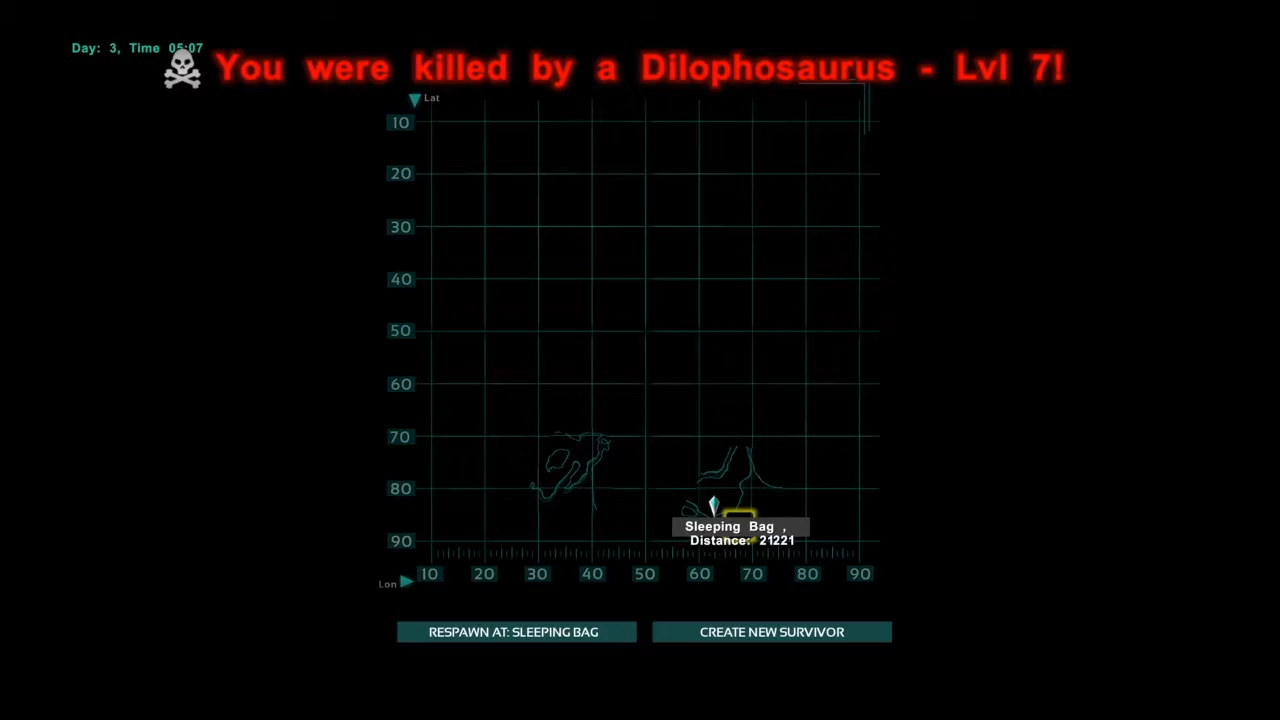 Day: 3, Time 05:07
You were killed by a Dilophosaurus - Lvl 7!
Lat
10
20
30
40
50
60
70
80
90
Sleeping Bag ,
Distance: 21221
Lon
10 20 30 40 50 60 70 80 90
RESPAWN AT: SLEEPING BAG
CREATE NEW SURVIVOR